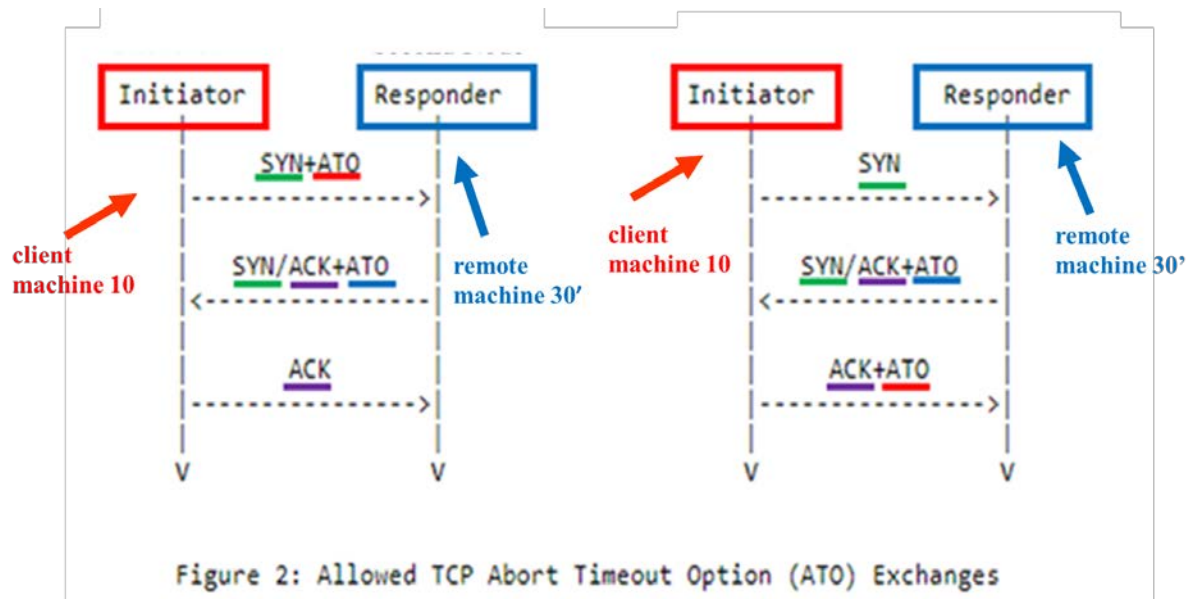 Initiator
Responder
SYN+ATO
client
machine 10
SYN/ACK+ATO
remote
machine 30′
ACK
V
V
Initiator
Responder
SYN
client
machine 10
SYN/ACK+ATO
remote
machine 30’
ACK+ATO
V
V
Figure 2: Allowed TCP Abort Timeout Option (ATO) Exchanges